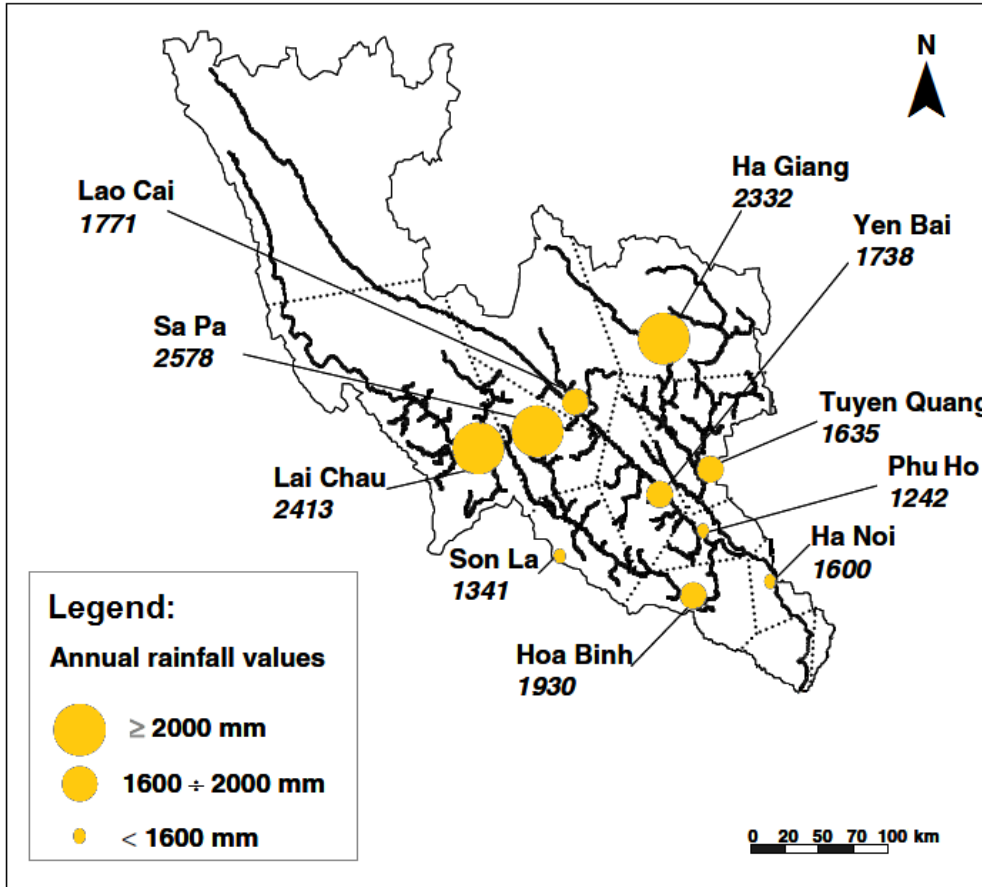 N
Ha Giang
2332
Lao Cai
1771
Yen Bai
1738
Sa Pa
2578
Tuyen Quang
1635
Lai Chau
2413
Phu Ho
1242
Son La
1341
Ha Noi
1600
Hoa Binh
1930
Legend:
Annual rainfall values
≥ 2000 mm
1600 ÷ 2000 mm
< 1600 mm
0 20 50 70 100 km